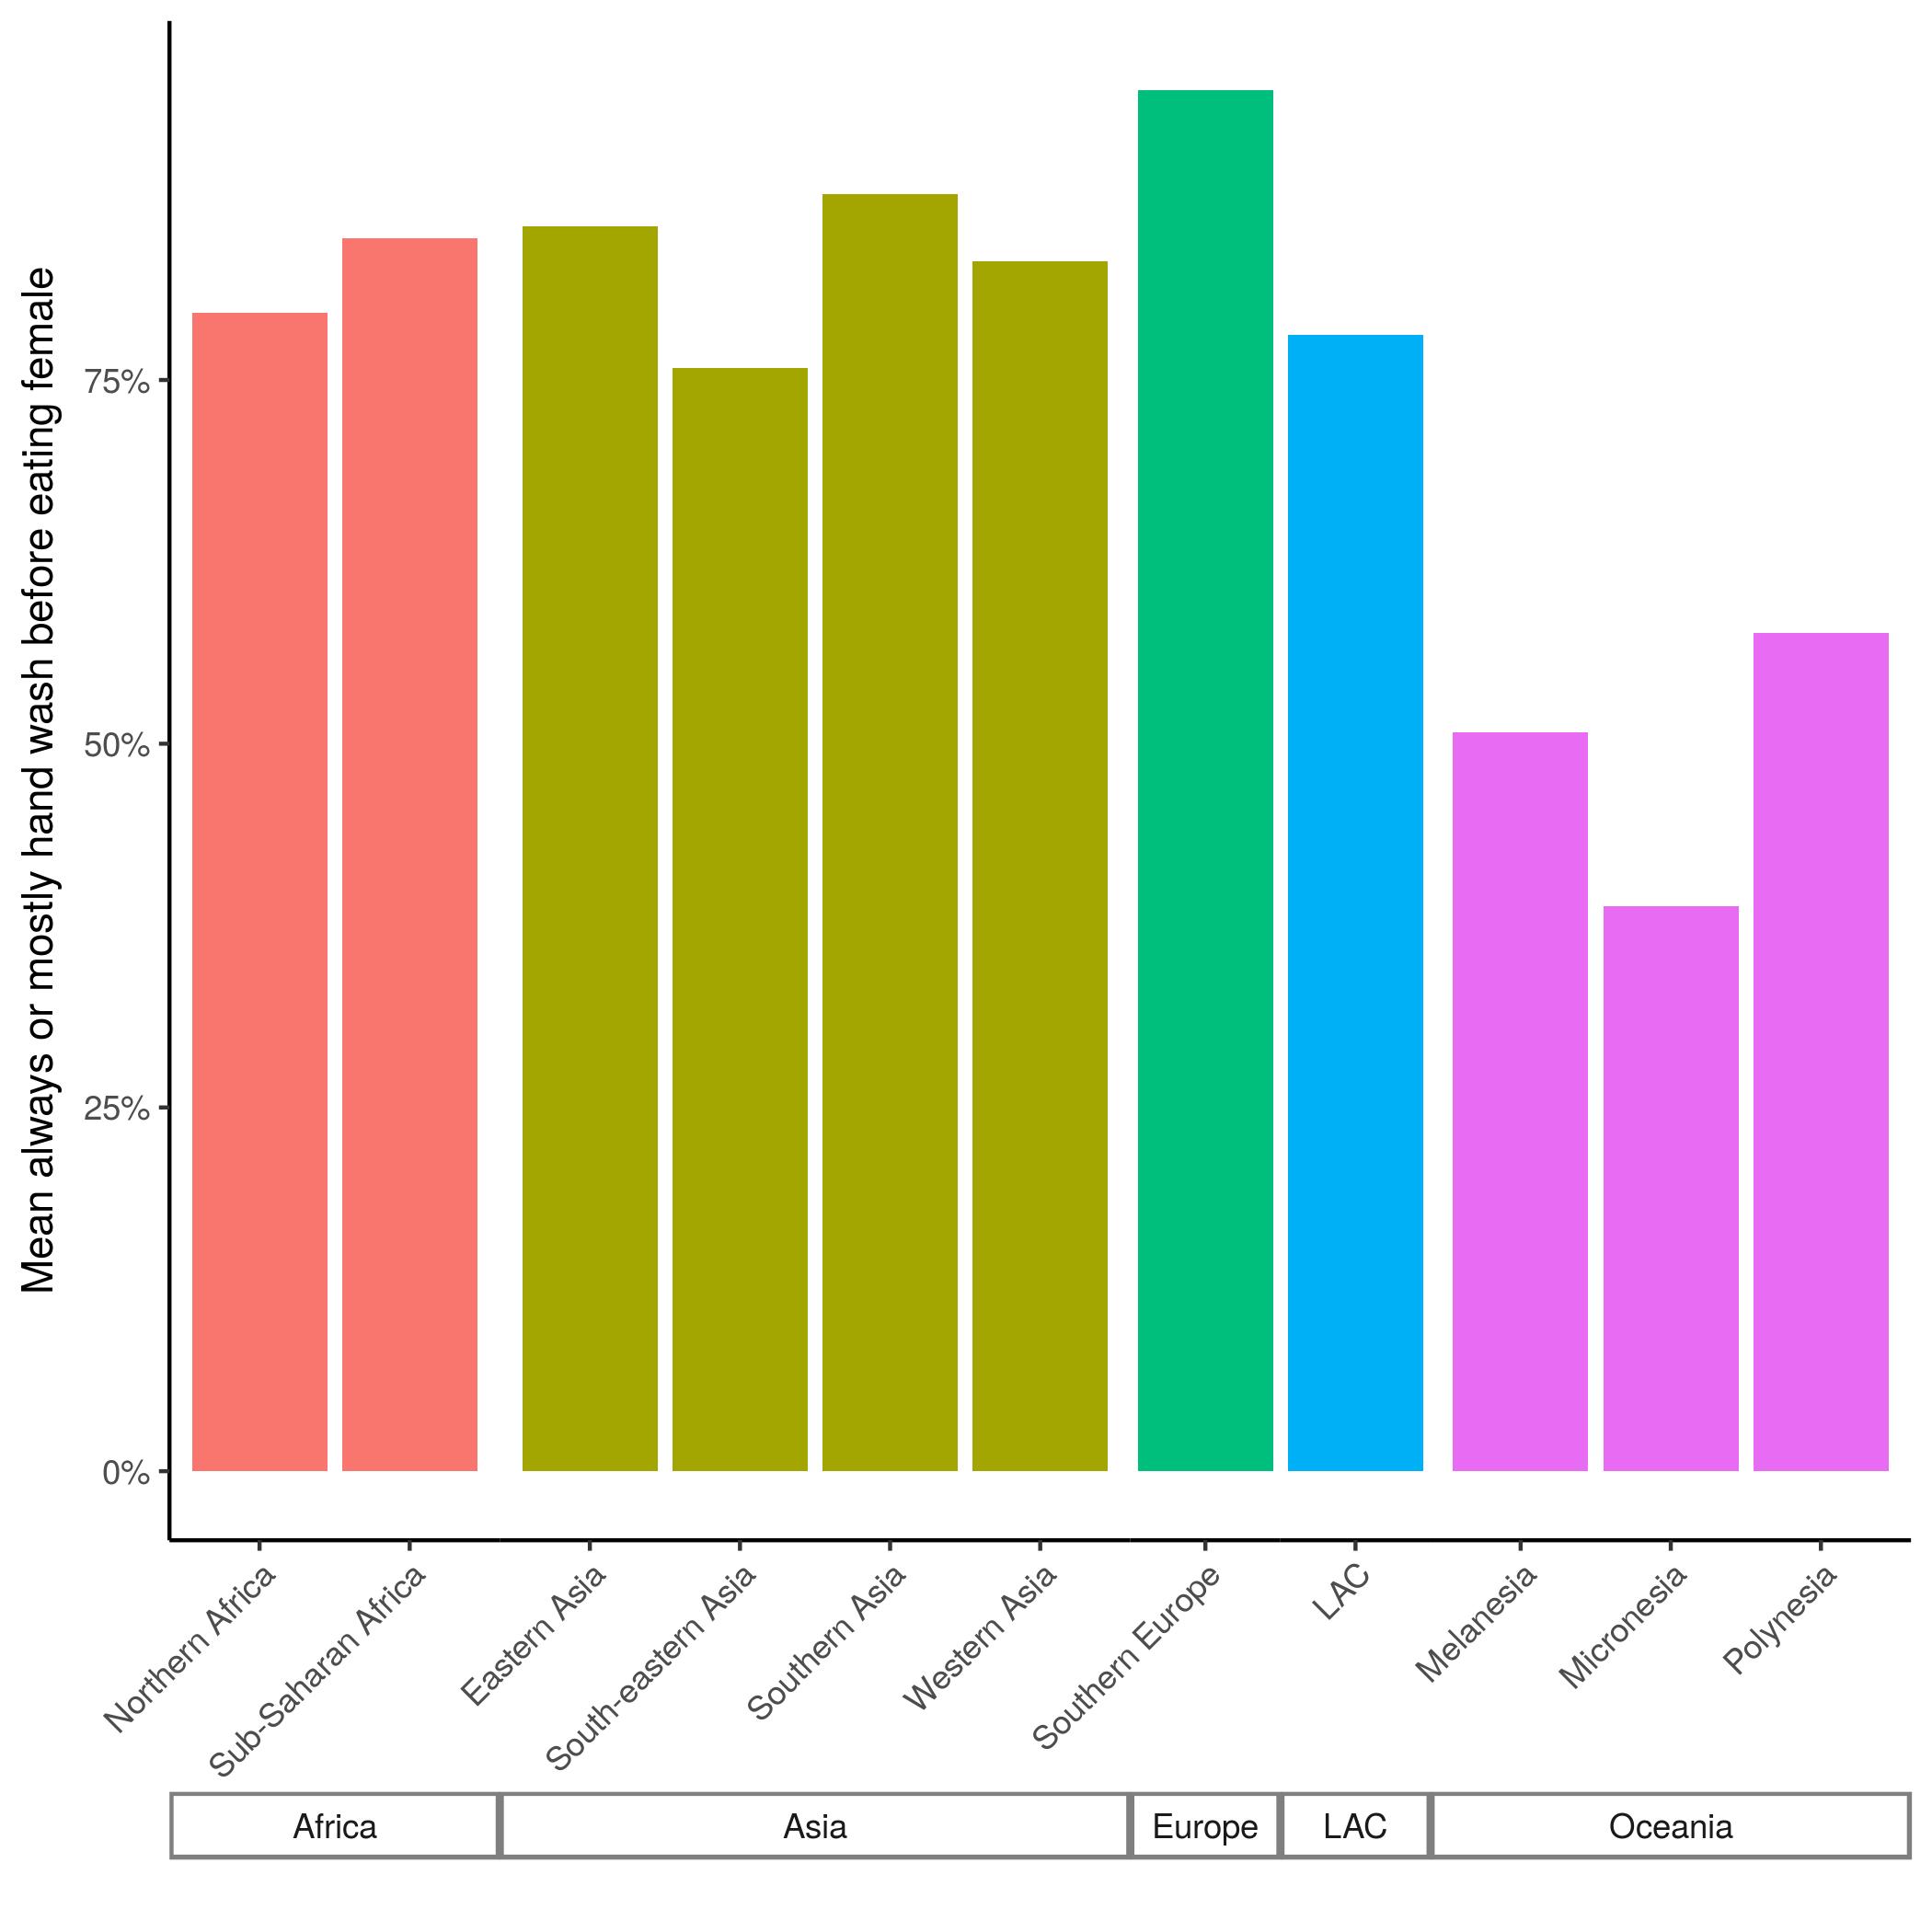 Mean always or mostly hand wash before eating female
75%
50%
25%
0%
Northern Africa
Sub-Saharan Africa
Eastern Asia
South-eastern Asia
Southern Asia
Western Asia
Southern Europe
LAC
Melanesia
Micronesia
Polynesia
Africa
Asia
Europe
LAC
Oceania